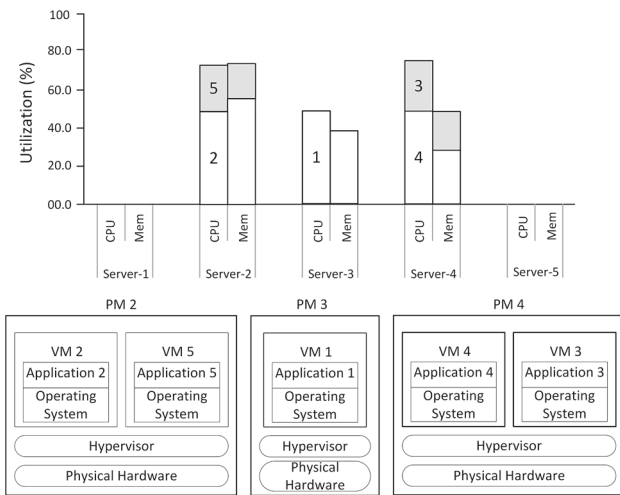 100
80.0
60.0
40.0
20.0
00.0
Utilization (%)
5
2
1
3
4
CPU
Mem
CPU
Mem
CPU
Mem
CPU
Mem
CPU
Mem
Server-1
Server-2
Server-3
Server-4
Server-5
PM 2
VM 2
Application 2
Operating
System
VM 5
Application 5
Operating
System
Hypervisor
Physical Hardware
PM 3
VM 1
Application 1
Operating
System
Hypervisor
Physical
Hardware
PM 4
VM 4
Application 4
Operating
System
VM 3
Application 3
Operating
System
Hypervisor
Physical Hardware